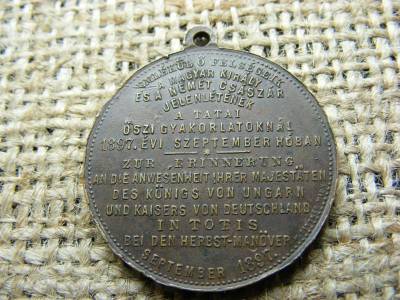 EMLÉKÜL Ő FELSÉGEIK
A MAGYAR KIRÁLY
ÉS A NÉMET CSÁSZÁR
JELENLÉTÉNEK
A TATAI
ŐSZI GYAKORLATOKNÁL
1897. ÉVI SZEPTEMBER HÓBAN
ZUR ERINNERUNG
AN DIE ANWESENHEIT IHRER MAJESTÄTEN
DES KÖNIGS VON UNGARN
UND KAISERS VON DEUTSCHLAND
IN TOTIS
BEI DEN HERBST-MANÖVER
SEPTEMBER 1897.